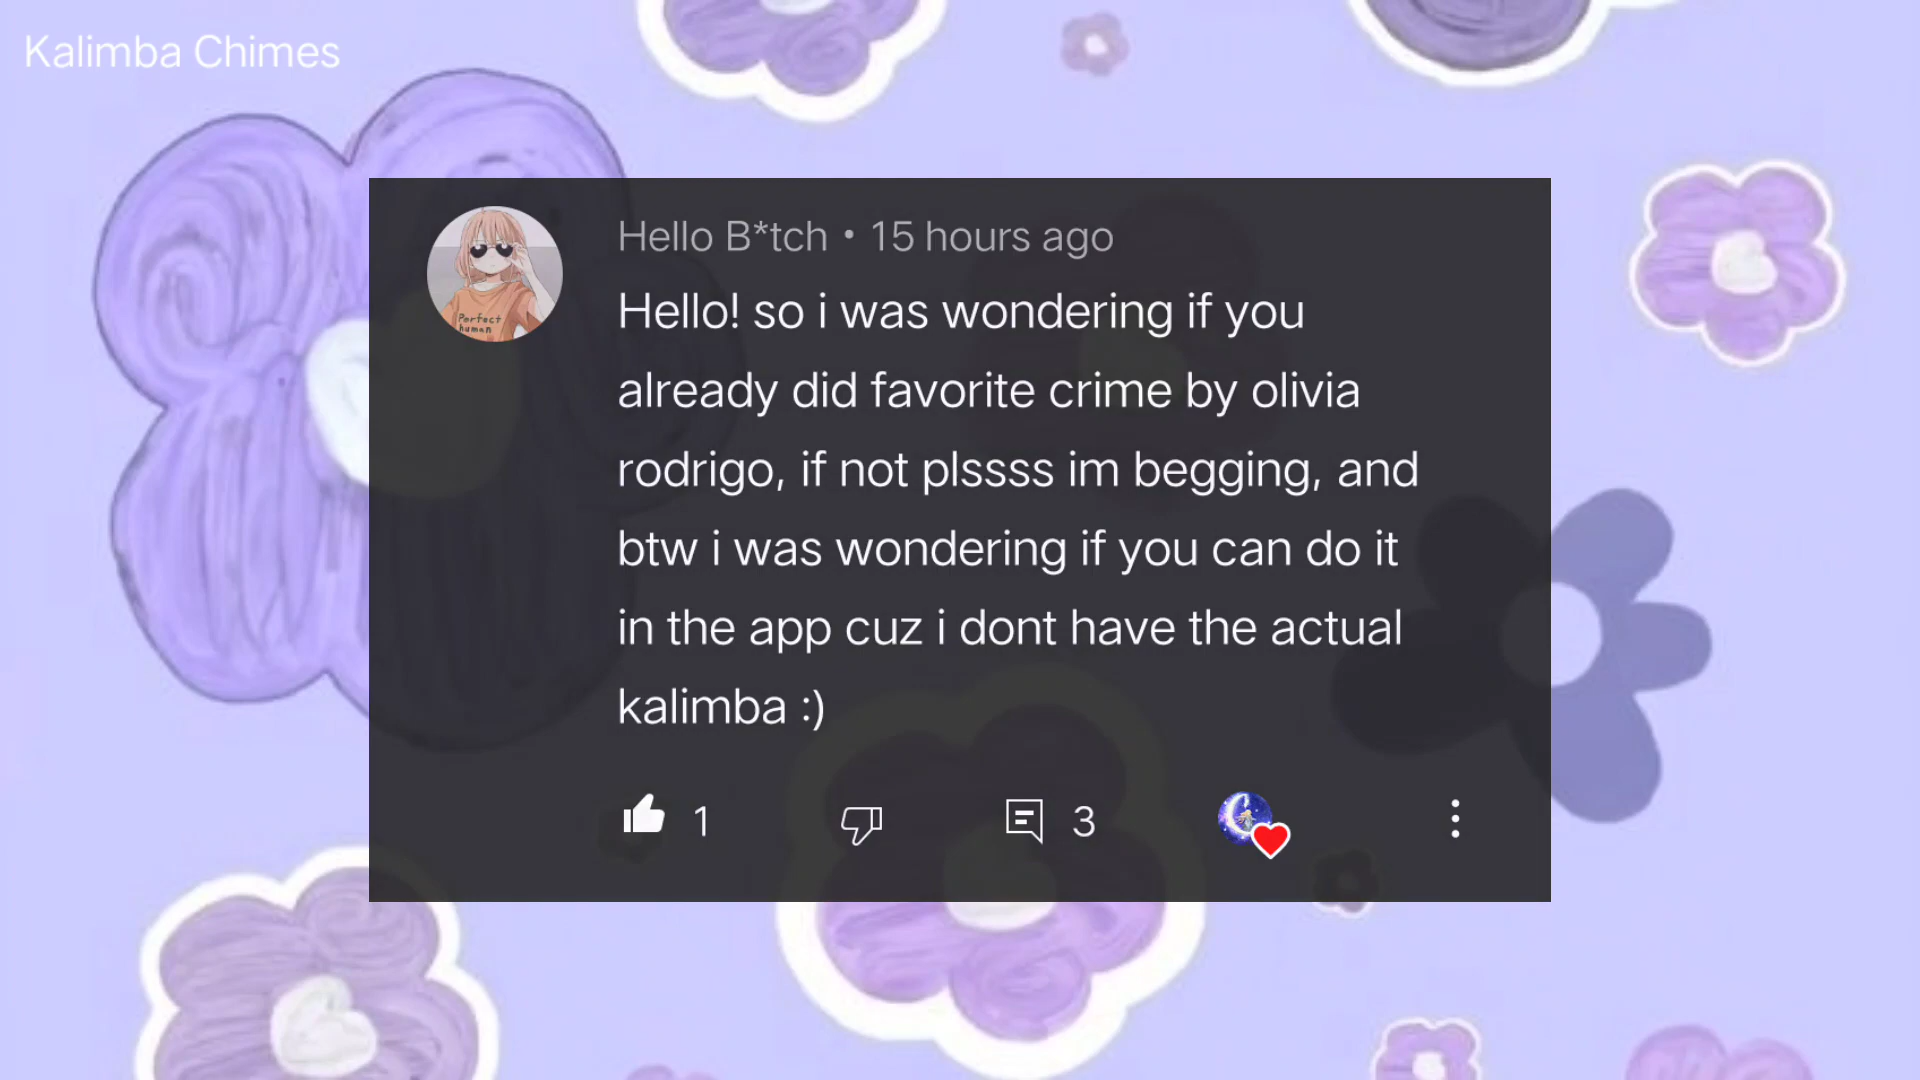 Kalimba Chimes
Hello B*tch • 15 hours ago
Hello! so i was wondering if you
already did favorite crime by olivia
rodrigo, if not plssss im begging, and
btw i was wondering if you can do it
in the app cuz i dont have the actual
kalimba :)
1
3
Perfect
human